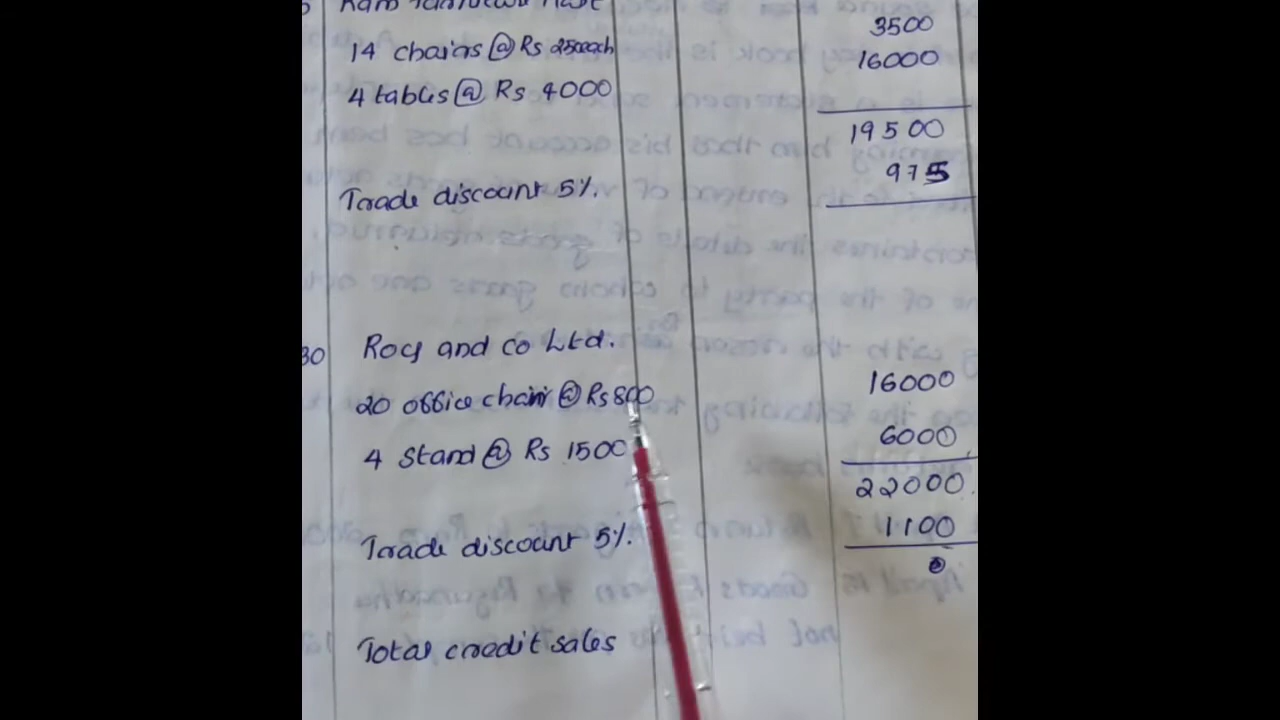 3500
14 chairs @ Rs 250each 16000
4 tables @ Rs 4000
19500
975
Trade discount 5%.
30 Roy and co Ltd.
20 office chair @ Rs 800 16000
4 Stand @ Rs 1500 6000
22000
Trade discount 5%. 1100
Total credit sales